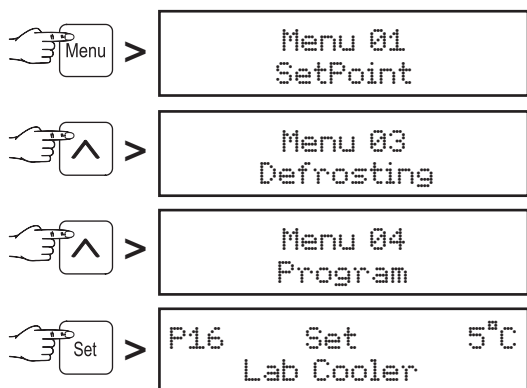 Menu > Menu 01
SetPoint
> Menu 03
Defrosting
> Menu 04
Program
Set > P16 Set 5°C
Lab Cooler